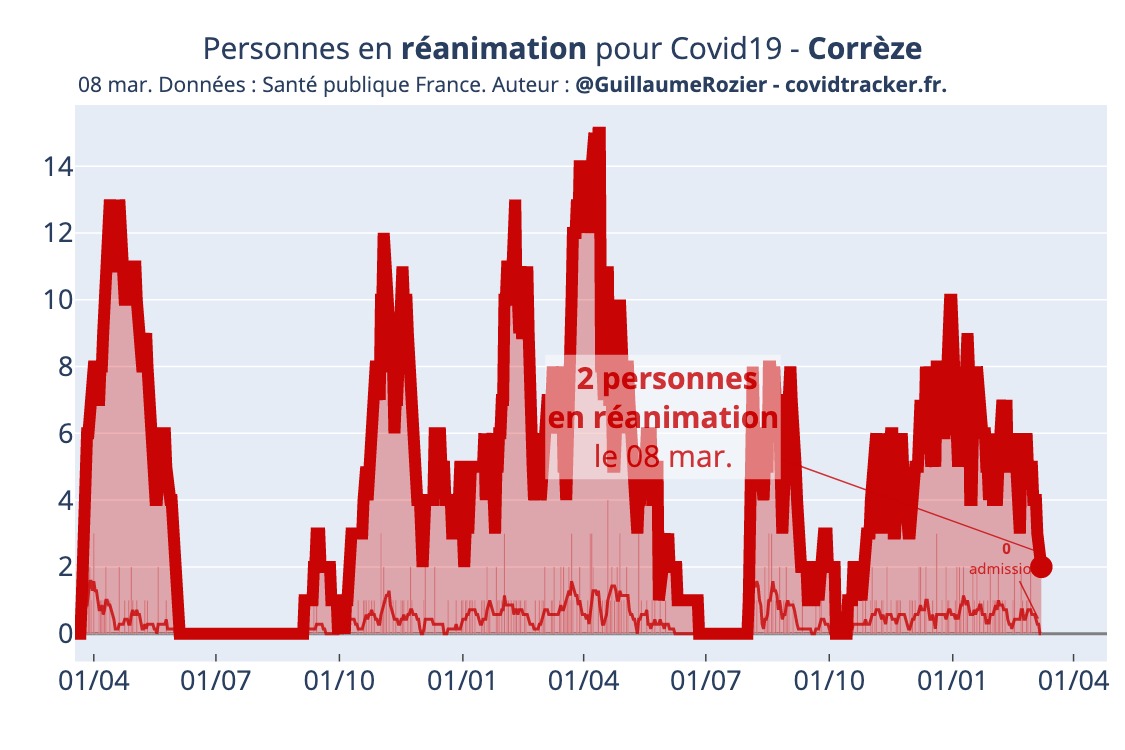 Personnes en réanimation pour Covid19 - Corrèze
08 mar. Données : Santé publique France. Auteur : @GuillaumeRozier - covidtracker.fr.
14
12
10
8
6
4
2
0
2 personnes
en réanimation
le 08 mar.
0
admissio
01/04 01/07 01/10 01/01 01/04 01/07 01/10 01/01 01/04